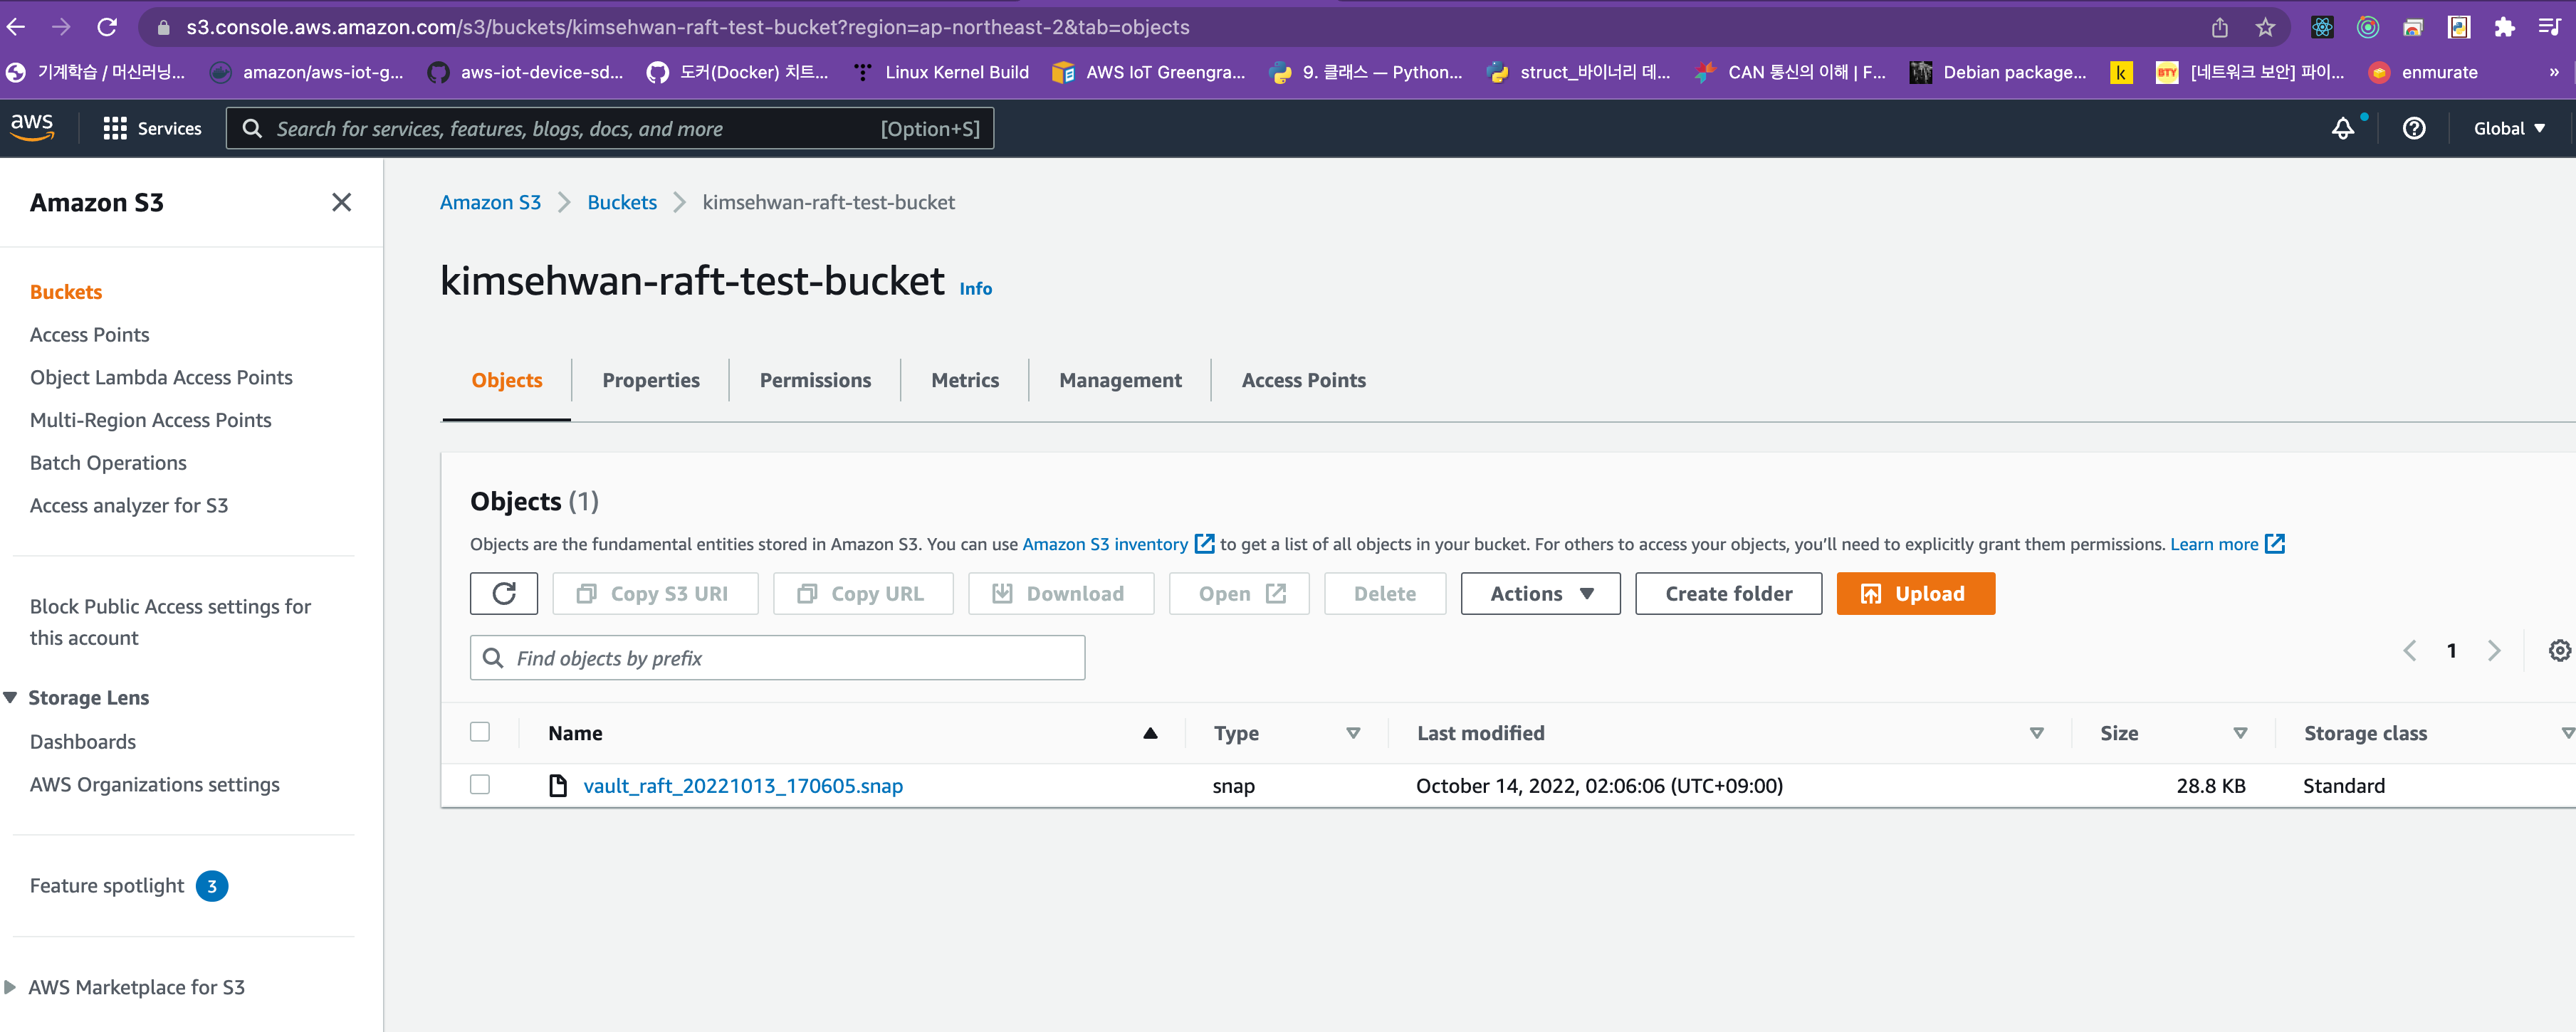 s3.console.aws.amazon.com/s3/buckets/kimsehwan-raft-test-bucket?region=ap-northeast-2&tab=objects
기계학습 / 머신러닝... amazon/aws-iot-g... aws-iot-device-sd... 도커(Docker) 치트... Linux Kernel Build AWS IoT Greengra... 9. 클래스 — Python... struct_바이너리 데... CAN 통신의 이해 | F... Debian package... k BTY [네트워크 보안] 파이... enmurate »
aws Services Search for services, features, blogs, docs, and more [Option+S] Global
Amazon S3
Buckets
Access Points
Object Lambda Access Points
Multi-Region Access Points
Batch Operations
Access analyzer for S3
Block Public Access settings for
this account
Storage Lens
Dashboards
AWS Organizations settings
Feature spotlight 3
AWS Marketplace for S3
Amazon S3 > Buckets > kimsehwan-raft-test-bucket
kimsehwan-raft-test-bucket Info
Objects Properties Permissions Metrics Management Access Points
Objects (1)
Objects are the fundamental entities stored in Amazon S3. You can use Amazon S3 inventory to get a list of all objects in your bucket. For others to access your objects, you’ll need to explicitly grant them permissions. Learn more
Copy S3 URI Copy URL Download Open Delete Actions Create folder Upload
Find objects by prefix
1
Name Type Last modified Size Storage class
vault_raft_20221013_170605.snap snap October 14, 2022, 02:06:06 (UTC+09:00) 28.8 KB Standard